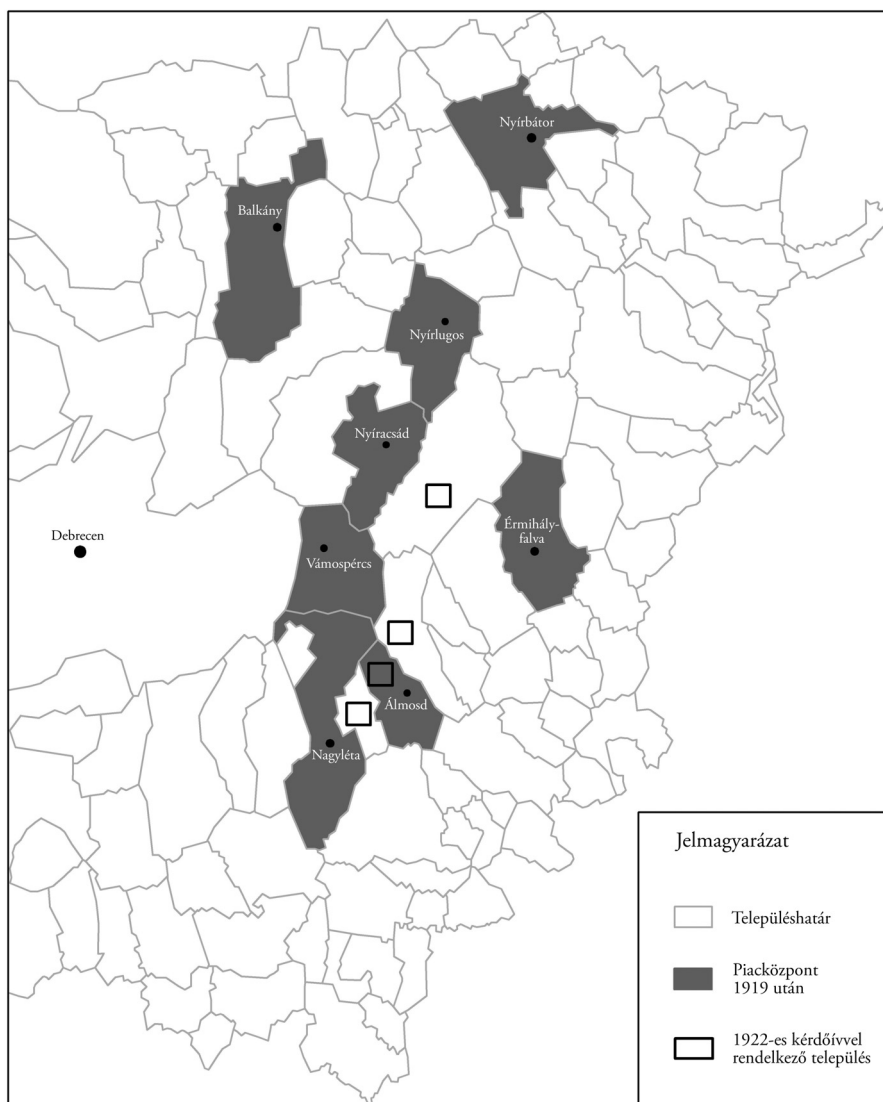 Nyírbátor
Balkány
Nyírlugos
Nyíracsád
Érmihály-
falva
Debrecen
Vámospércs
Álmosd
Nagyléta
Jelmagyarázat
Településhatár
Piacközpont
1919 után
1922-es kérdőívvel
rendelkező település